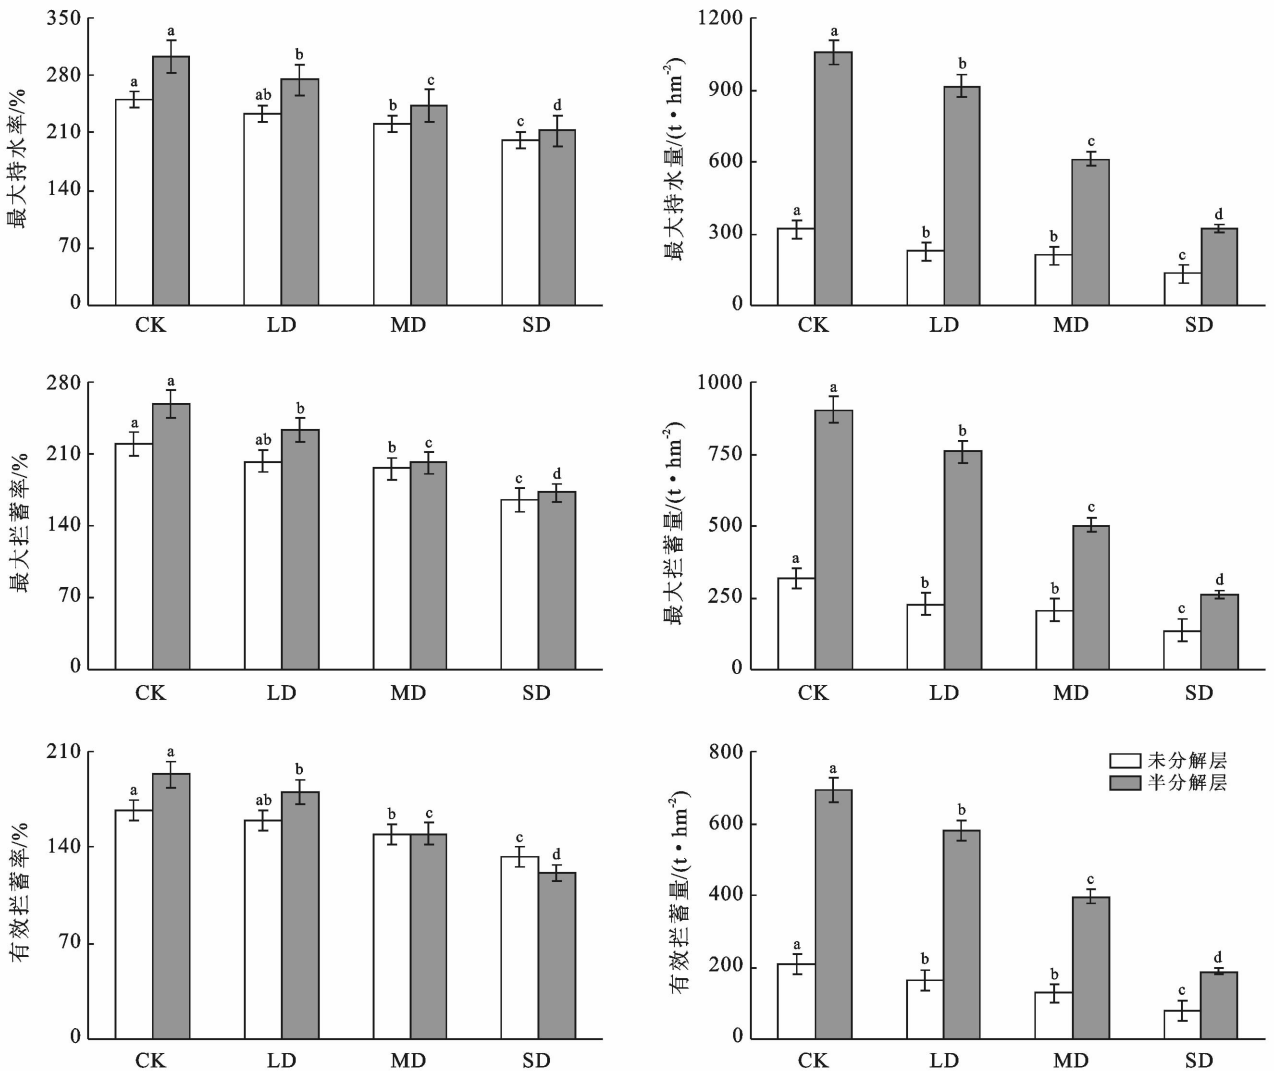 最大持水率/%
350
280
210
140
70
0
a
a
ab
b
b
c
c
d
CK LD MD SD
最大持水量/(t·hm⁻²)
1200
900
600
300
0
a
a
b
b
b
c
c
d
CK LD MD SD
最大拦蓄率/%
280
210
140
70
0
a
a
ab
b
b
c
c
d
CK LD MD SD
最大拦蓄量/(t·hm⁻²)
1000
750
500
250
0
a
a
b
b
b
c
c
d
CK LD MD SD
有效拦蓄率/%
210
140
70
0
a
a
ab
b
b
c
c
d
CK LD MD SD
有效拦蓄量/(t·hm⁻²)
800
600
400
200
0
a
a
b
b
b
c
c
d
未分解层
半分解层
CK LD MD SD